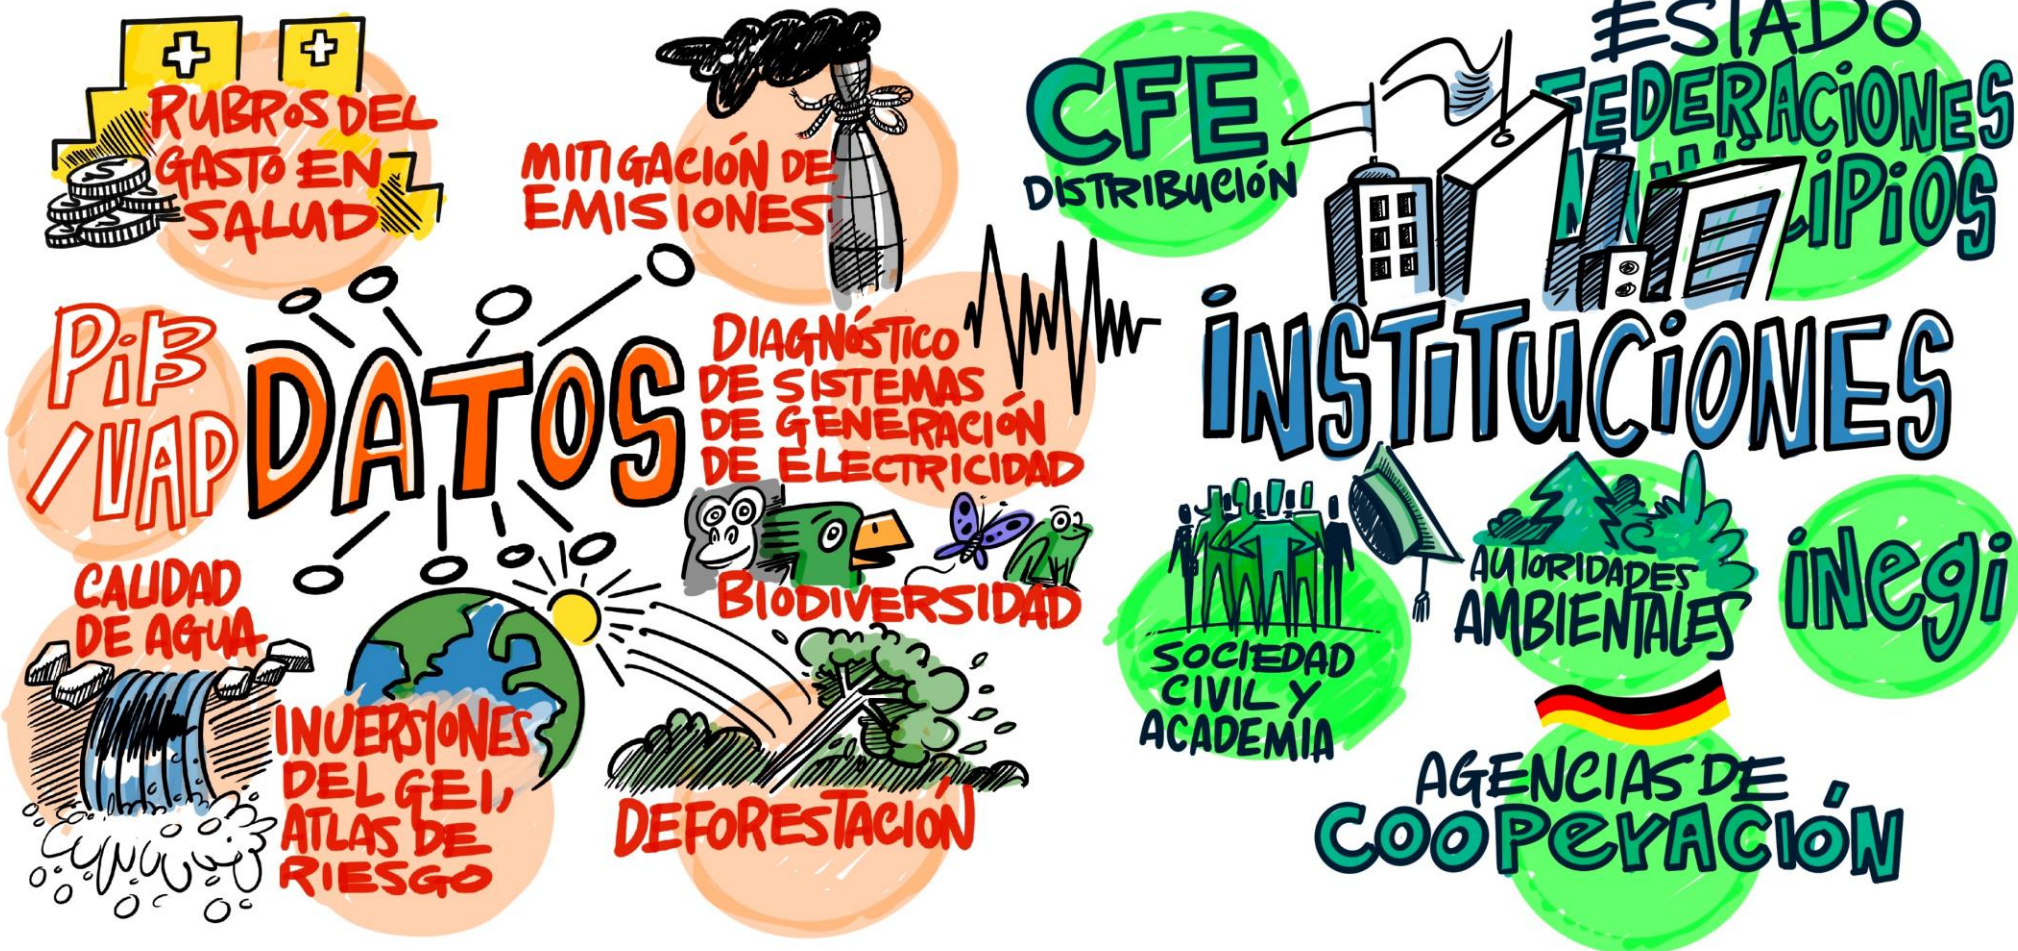 RUBROS DEL
GASTO EN
SALUD
MITIGACIÓN DE
EMISIONES
PiB
/VAP
DATOS
DIAGNÓSTICO
DE SISTEMAS
DE GENERACIÓN
DE ELECTRICIDAD
BIODIVERSIDAD
CALIDAD
DE AGUA
INVERSIONES
DEL GEI,
ATLAS DE
RIESGO
DEFORESTACIÓN
CFE
DISTRIBUCIÓN
ESTADO
FEDERACIONES
MUNICIPIOS
INSTITUCIONES
SOCIEDAD
CIVIL Y
ACADEMIA
AUTORIDADES
AMBIENTALES
inegi
AGENCIAS DE
COOPERACIÓN